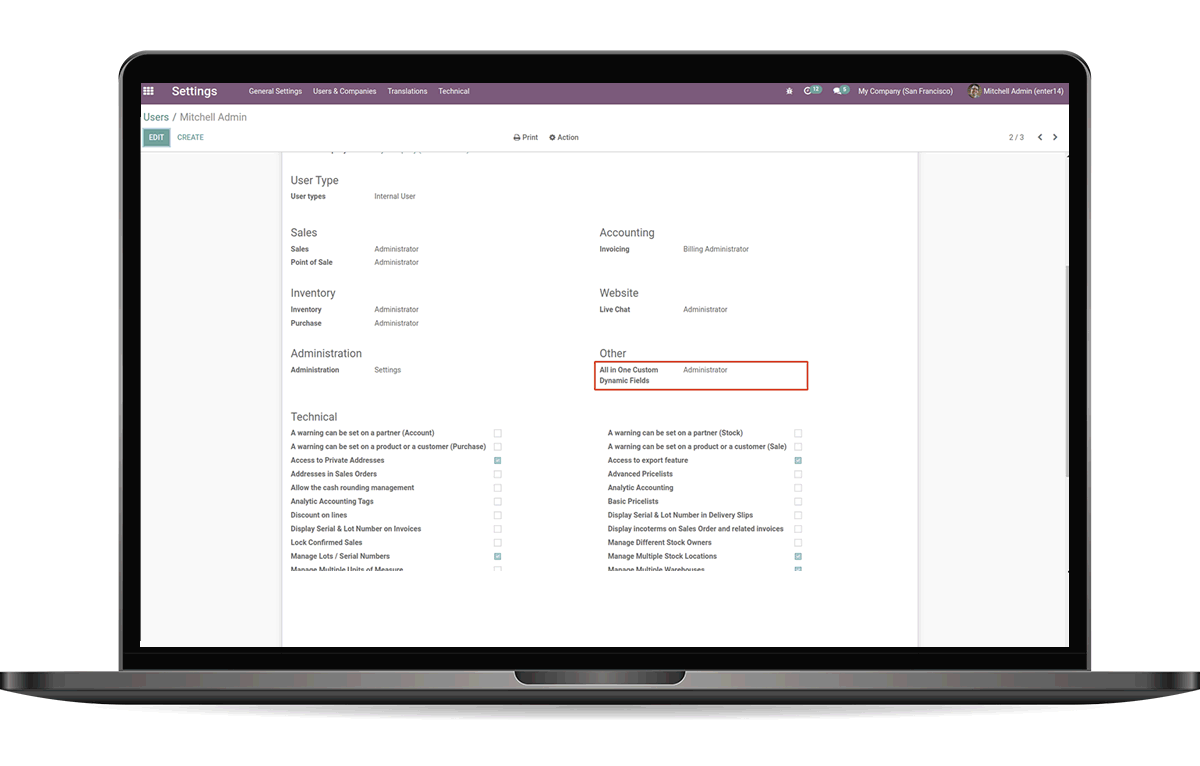 Settings General Settings Users & Companies Translations Technical 12 5 My Company (San Francisco) Mitchell Admin (enter14)
Users / Mitchell Admin
EDIT CREATE Print Action 2 / 3
User Type
User types Internal User
Sales Accounting
Sales Administrator Invoicing Billing Administrator
Point of Sale Administrator
Inventory Website
Inventory Administrator Live Chat Administrator
Purchase Administrator
Administration Other
Administration Settings All in One Custom Administrator
Dynamic Fields
Technical
A warning can be set on a partner (Account) A warning can be set on a partner (Stock)
A warning can be set on a product or a customer (Purchase) A warning can be set on a product or a customer (Sale)
Access to Private Addresses Access to export feature
Addresses in Sales Orders Advanced Pricelists
Allow the cash rounding management Analytic Accounting
Analytic Accounting Tags Basic Pricelists
Discount on lines Display Serial & Lot Number in Delivery Slips
Display Serial & Lot Number on Invoices Display incoterms on Sales Order and related invoices
Lock Confirmed Sales Manage Different Stock Owners
Manage Lots / Serial Numbers Manage Multiple Stock Locations
Manage Multiple Units of Measure Manage Multiple Warehouses